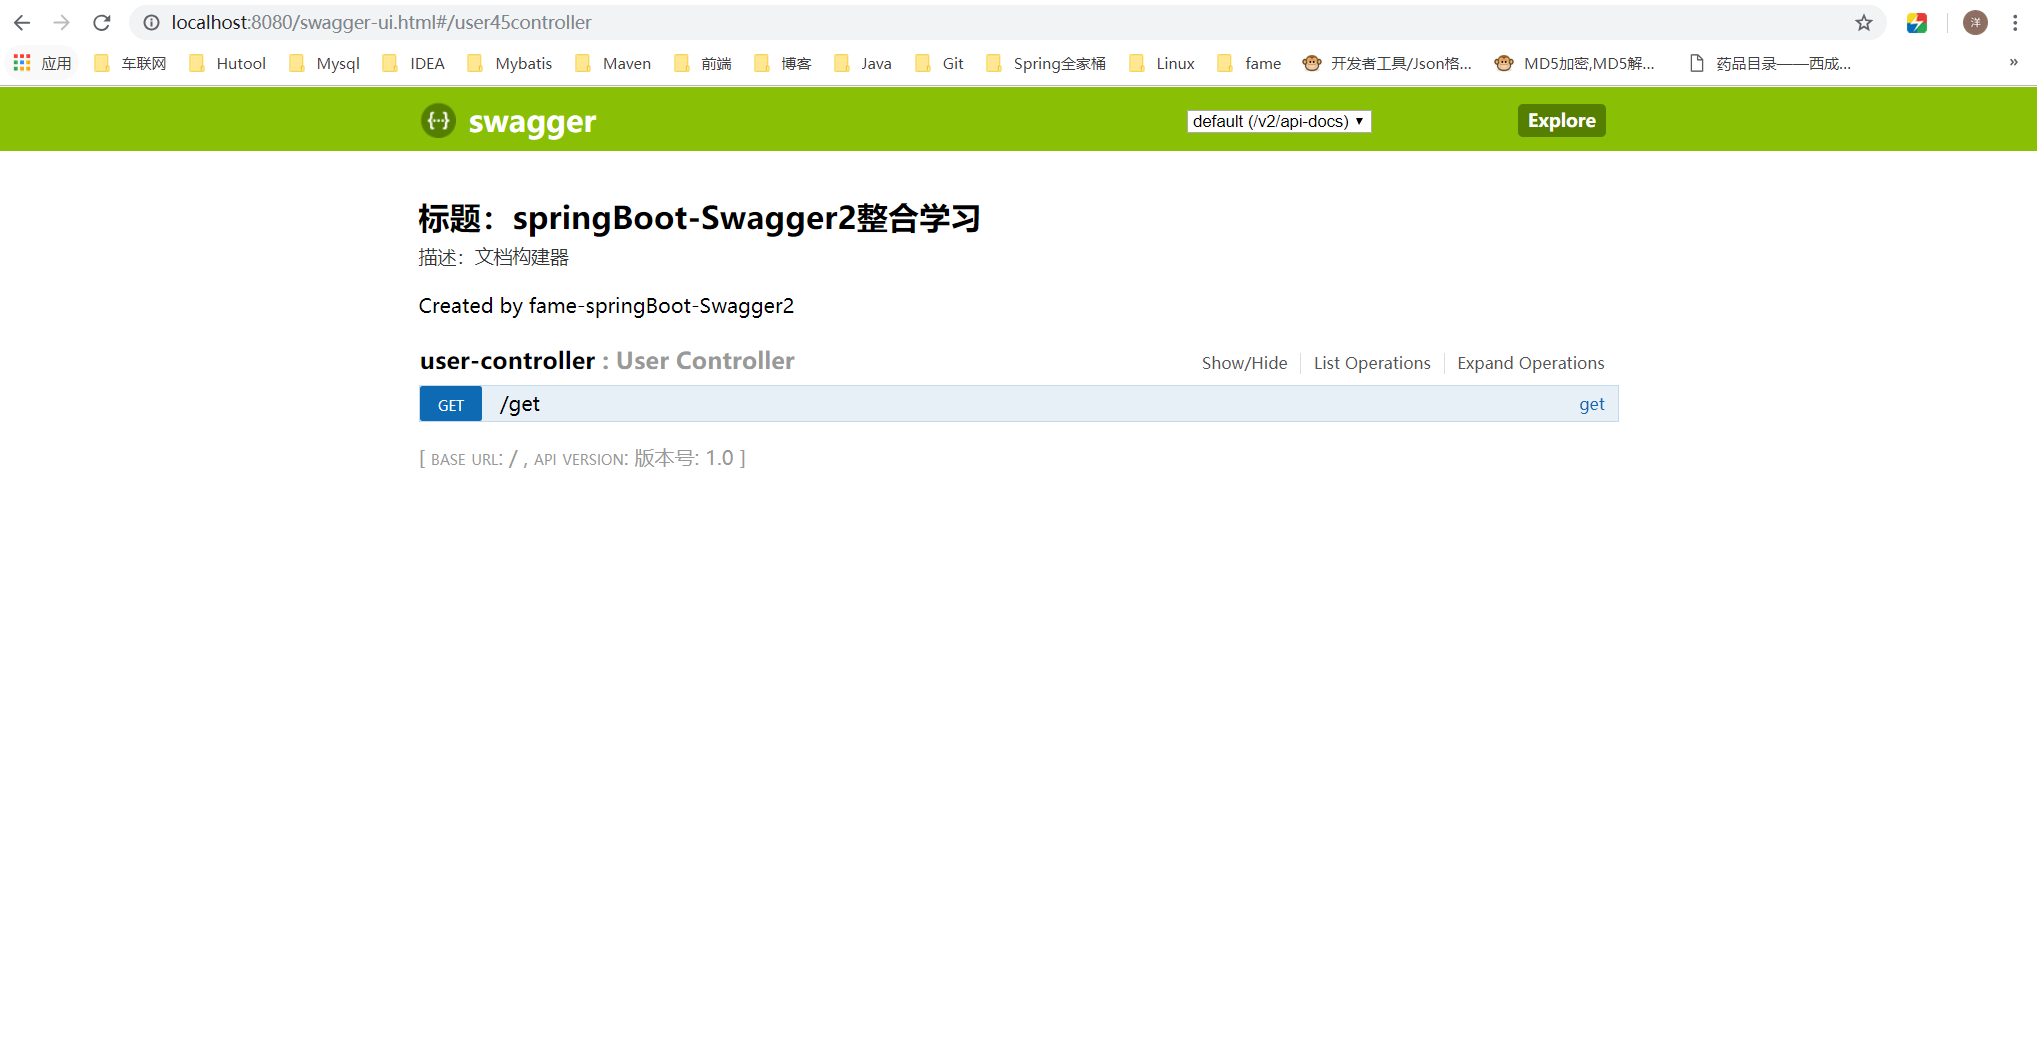 localhost:8080/swagger-ui.html#/user45controller
洋
应用 车联网 Hutool Mysql IDEA Mybatis Maven 前端 博客 Java Git Spring全家桶 Linux fame 开发者工具/Json格... MD5加密,MD5解... 药品目录——西成... »
{···} swagger default (/v2/api-docs) Explore
标题：springBoot-Swagger2整合学习
描述：文档构建器
Created by fame-springBoot-Swagger2
user-controller : User Controller Show/Hide List Operations Expand Operations
GET /get get
[ BASE URL: / , API VERSION: 版本号: 1.0 ]